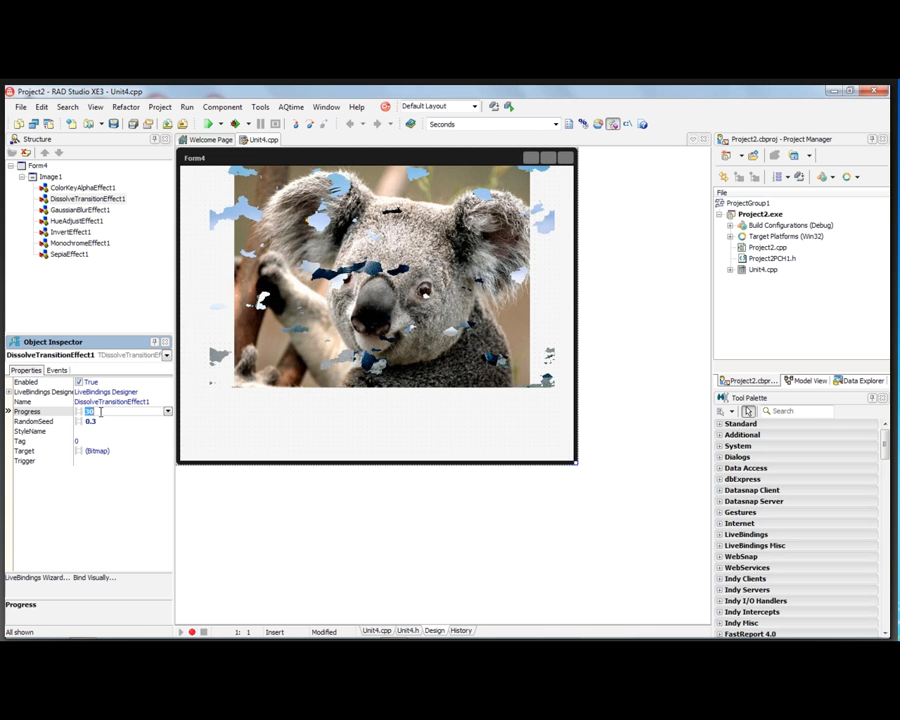 Project2 - RAD Studio XE3 - Unit4.cpp
File Edit Search View Refactor Project Run Component Tools AQtime Window Help Default Layout
Seconds
Structure
Welcome Page Unit4.cpp
Project2.cbproj - Project Manager
Form4
Image1
ColorKeyAlphaEffect1
DissolveTransitionEffect1
GaussianBlurEffect1
HueAdjustEffect1
InvertEffect1
MonochromeEffect1
SepiaEffect1
Form4
File
ProjectGroup1
Project2.exe
Build Configurations (Debug)
Target Platforms (Win32)
Project2.cpp
Project2PCH1.h
Unit4.cpp
Object Inspector
DissolveTransitionEffect1 TDissolveTransitionEf
Properties Events
Enabled True
LiveBindings Designe LiveBindings Designer
Name DissolveTransitionEffect1
Progress 30
RandomSeed 0.3
StyleName
Tag 0
Target (Bitmap)
Trigger
LiveBindings Wizard... Bind Visually...
Progress
All shown
1: 1 Insert Modified Unit4.cpp Unit4.h Design History
Project2.cbpr... Model View Data Explorer
Tool Palette
Search
Standard
Additional
System
Dialogs
Data Access
dbExpress
Datasnap Client
Datasnap Server
Gestures
Internet
LiveBindings
LiveBindings Misc
WebSnap
WebServices
Indy Clients
Indy Servers
Indy I/O Handlers
Indy Intercepts
Indy Misc
FastReport 4.0